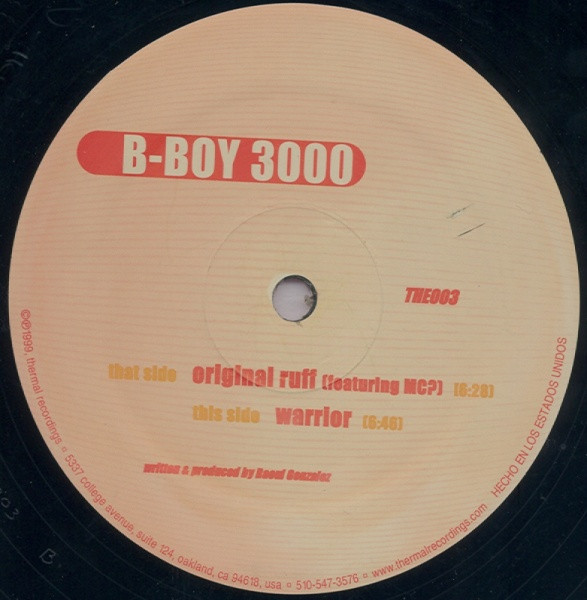 B-BOY 3000
THE003
that side original ruff (featuring MC?) [6:28]
this side warrior [6:46]
written & produced by Raoul Gonzalez
℗©1999, thermal recordings ▫ 5337 college avenue, suite 124, oakland, ca 94618, usa ▫ 510-547-3576 ▫ www.thermalrecordings.com HECHO EN LOS ESTADOS UNIDOS
B